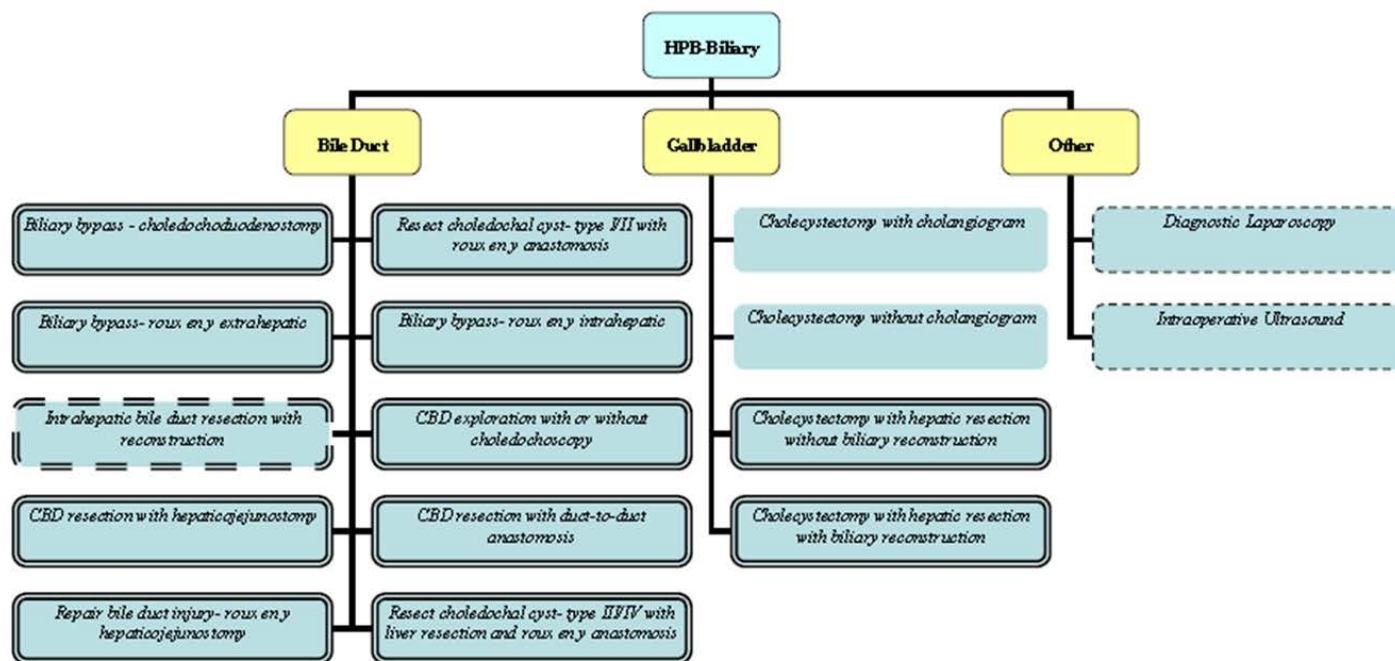 HPB-Biliary
Bile Duct
Gallbladder
Other
Biliary bypass - choledochoduodenostomy
Resect choledochal cyst- type I/II with
roux en y anastomosis
Cholecystectomy with cholangiogram
Diagnostic Laparoscopy
Biliary bypass- roux en y extrahepatic
Biliary bypass- roux en y intrahepatic
Cholecystectomy without cholangiogram
Intraoperative Ultrasound
Intrahepatic bile duct resection with
reconstruction
CBD exploration with or without
choledochoscopy
Cholecystectomy with hepatic resection
without biliary reconstruction
CBD resection with hepaticojejunostomy
CBD resection with duct-to-duct
anastomosis
Cholecystectomy with hepatic resection
with biliary reconstruction
Repair bile duct injury- roux en y
hepaticojejunostomy
Resect choledochal cyst- type III/IV with
liver resection and roux en y anastomosis